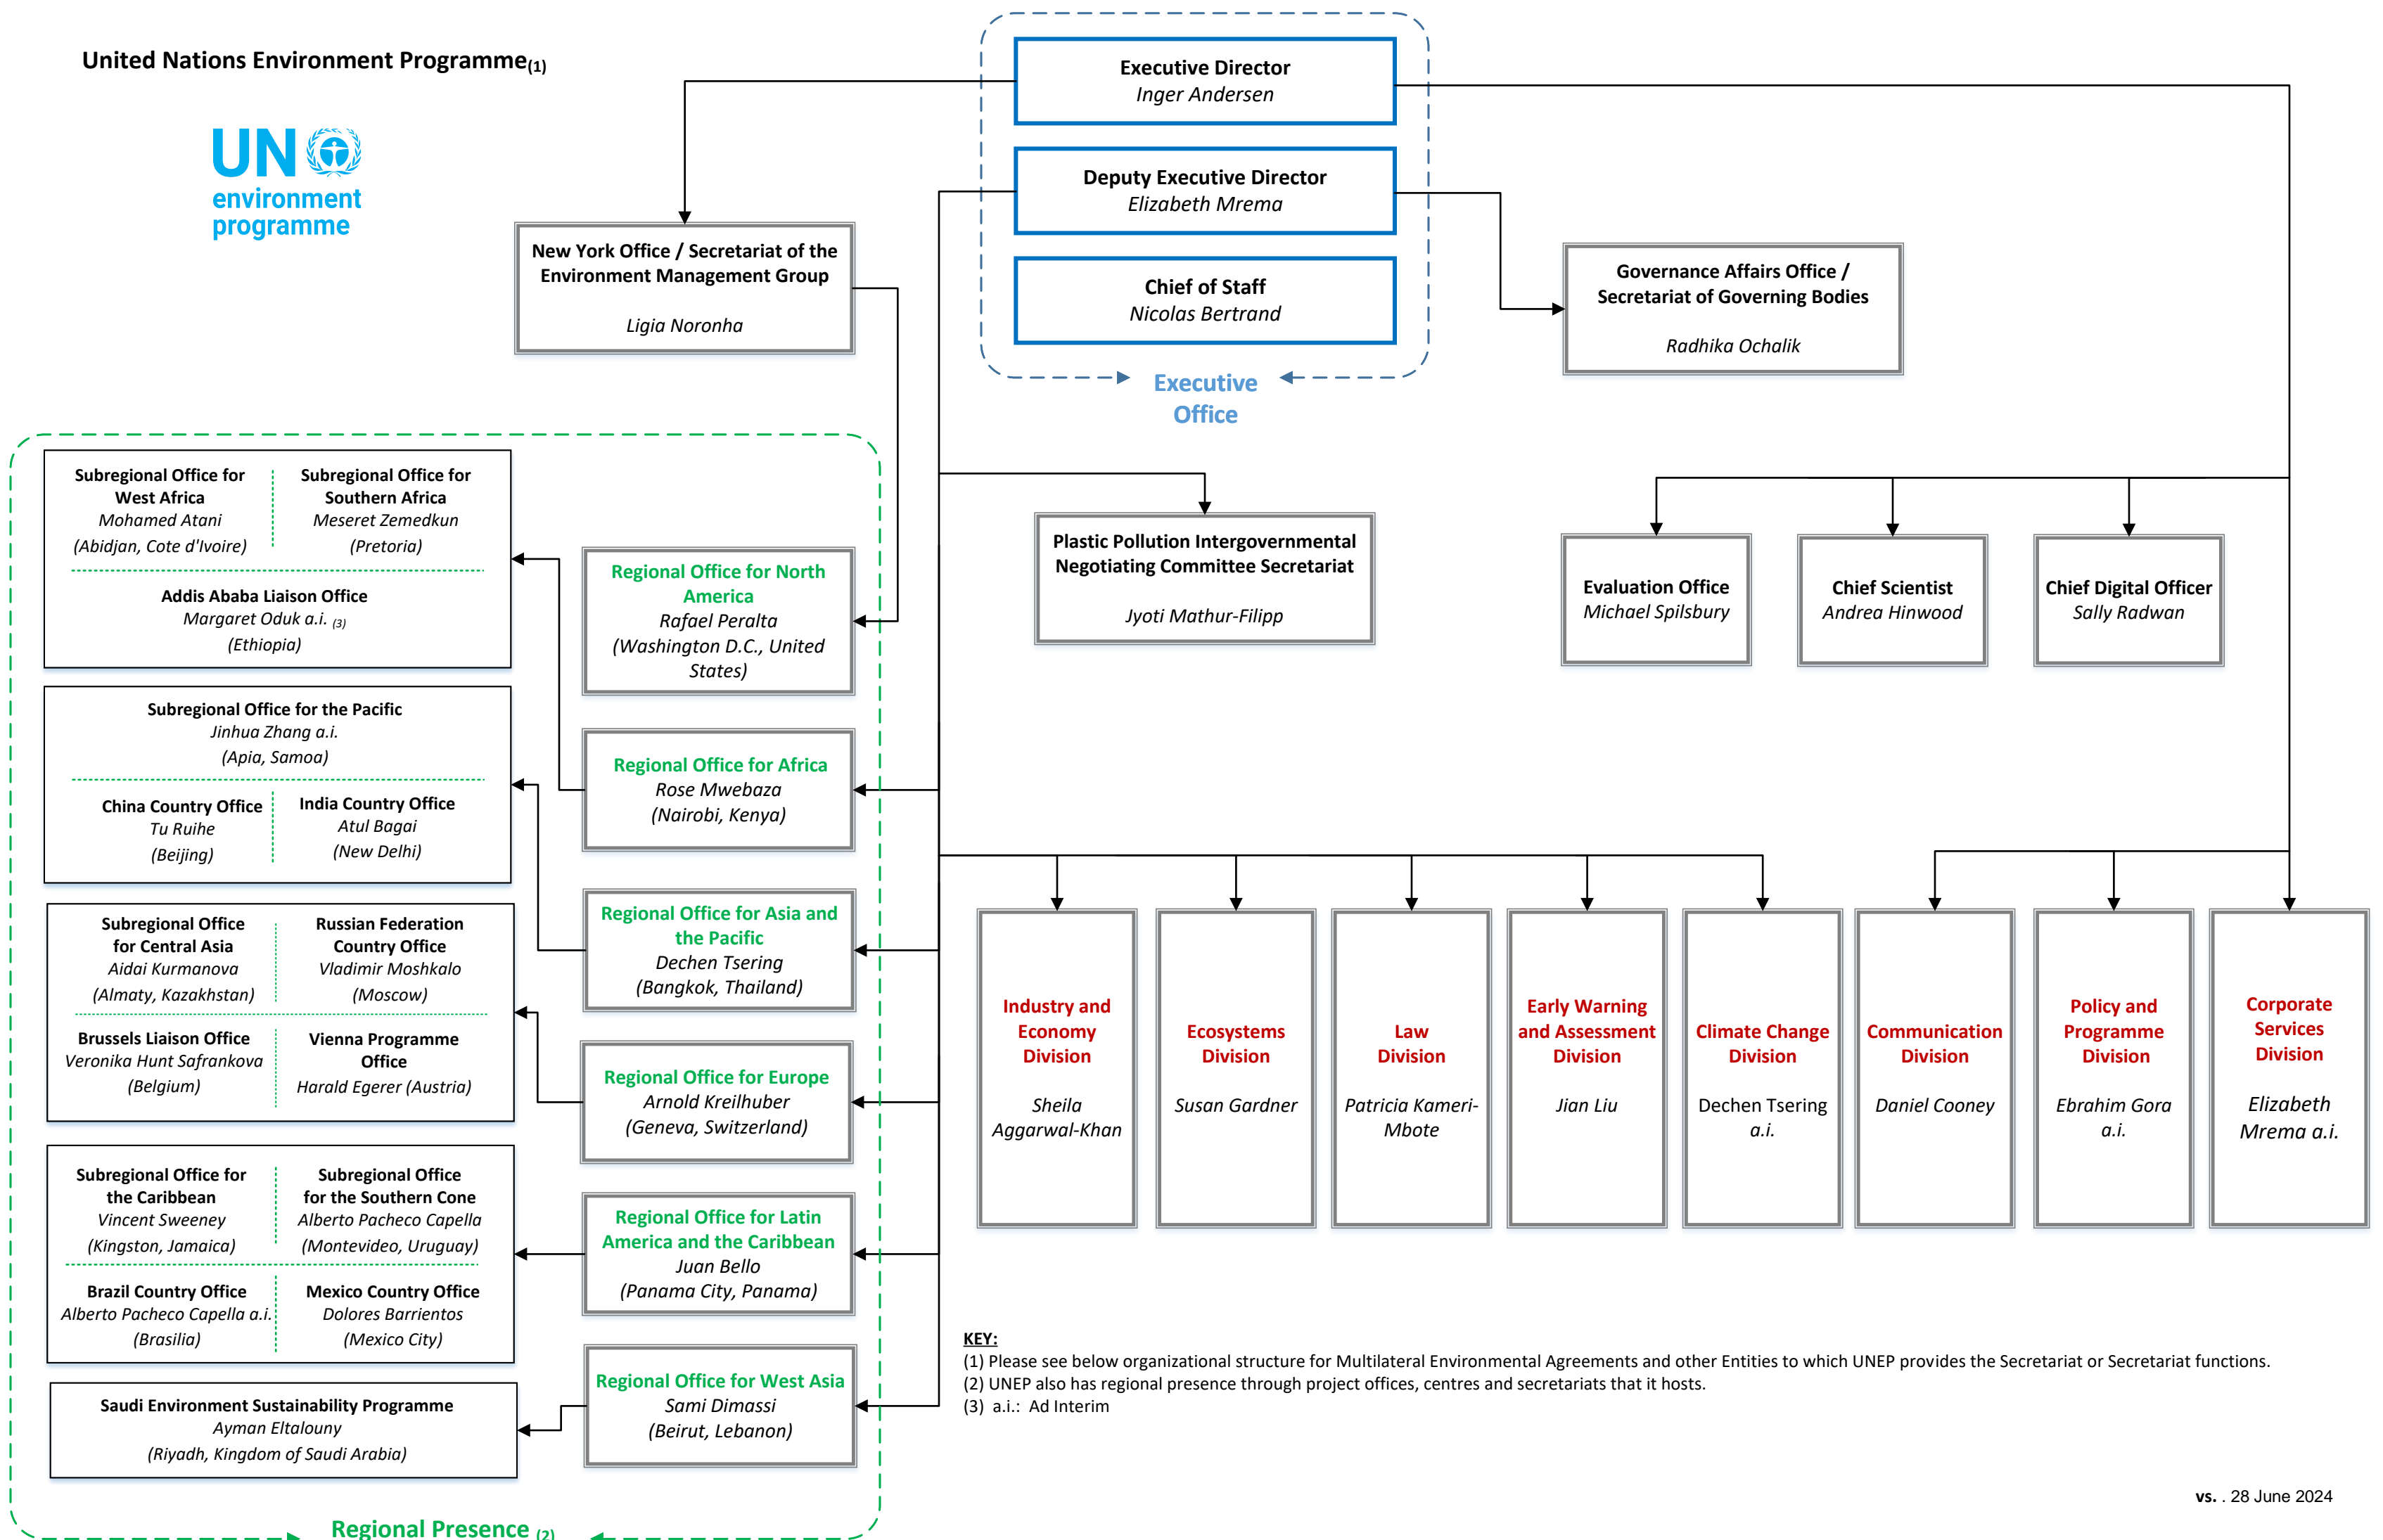 United Nations Environment Programme(1)
UN
environment
programme
Executive Director
Inger Andersen
Deputy Executive Director
Elizabeth Mrema
Chief of Staff
Nicolas Bertrand
Executive
Office
New York Office / Secretariat of the
Environment Management Group
Ligia Noronha
Governance Affairs Office /
Secretariat of Governing Bodies
Radhika Ochalik
Plastic Pollution Intergovernmental
Negotiating Committee Secretariat
Jyoti Mathur-Filipp
Evaluation Office
Michael Spilsbury
Chief Scientist
Andrea Hinwood
Chief Digital Officer
Sally Radwan
Subregional Office for
West Africa
Mohamed Atani
(Abidjan, Cote d'Ivoire)
Subregional Office for
Southern Africa
Meseret Zemedkun
(Pretoria)
Addis Ababa Liaison Office
Margaret Oduk a.i. (3)
(Ethiopia)
Regional Office for North
America
Rafael Peralta
(Washington D.C., United
States)
Subregional Office for the Pacific
Jinhua Zhang a.i.
(Apia, Samoa)
China Country Office
Tu Ruihe
(Beijing)
India Country Office
Atul Bagai
(New Delhi)
Regional Office for Africa
Rose Mwebaza
(Nairobi, Kenya)
Regional Office for Asia and
the Pacific
Dechen Tsering
(Bangkok, Thailand)
Subregional Office
for Central Asia
Aidai Kurmanova
(Almaty, Kazakhstan)
Russian Federation
Country Office
Vladimir Moshkalo
(Moscow)
Brussels Liaison Office
Veronika Hunt Safrankova
(Belgium)
Vienna Programme
Office
Harald Egerer (Austria)
Regional Office for Europe
Arnold Kreilhuber
(Geneva, Switzerland)
Subregional Office for
the Caribbean
Vincent Sweeney
(Kingston, Jamaica)
Subregional Office
for the Southern Cone
Alberto Pacheco Capella
(Montevideo, Uruguay)
Brazil Country Office
Alberto Pacheco Capella a.i.
(Brasilia)
Mexico Country Office
Dolores Barrientos
(Mexico City)
Regional Office for Latin
America and the Caribbean
Juan Bello
(Panama City, Panama)
Saudi Environment Sustainability Programme
Ayman Eltalouny
(Riyadh, Kingdom of Saudi Arabia)
Regional Office for West Asia
Sami Dimassi
(Beirut, Lebanon)
Regional Presence (2)
Industry and
Economy
Division
Sheila
Aggarwal-Khan
Ecosystems
Division
Susan Gardner
Law
Division
Patricia Kameri-
Mbote
Early Warning
and Assessment
Division
Jian Liu
Climate Change
Division
Dechen Tsering
a.i.
Communication
Division
Daniel Cooney
Policy and
Programme
Division
Ebrahim Gora
a.i.
Corporate
Services
Division
Elizabeth
Mrema a.i.
KEY:
(1) Please see below organizational structure for Multilateral Environmental Agreements and other Entities to which UNEP provides the Secretariat or Secretariat functions.
(2) UNEP also has regional presence through project offices, centres and secretariats that it hosts.
(3) a.i.: Ad Interim
vs. . 28 June 2024